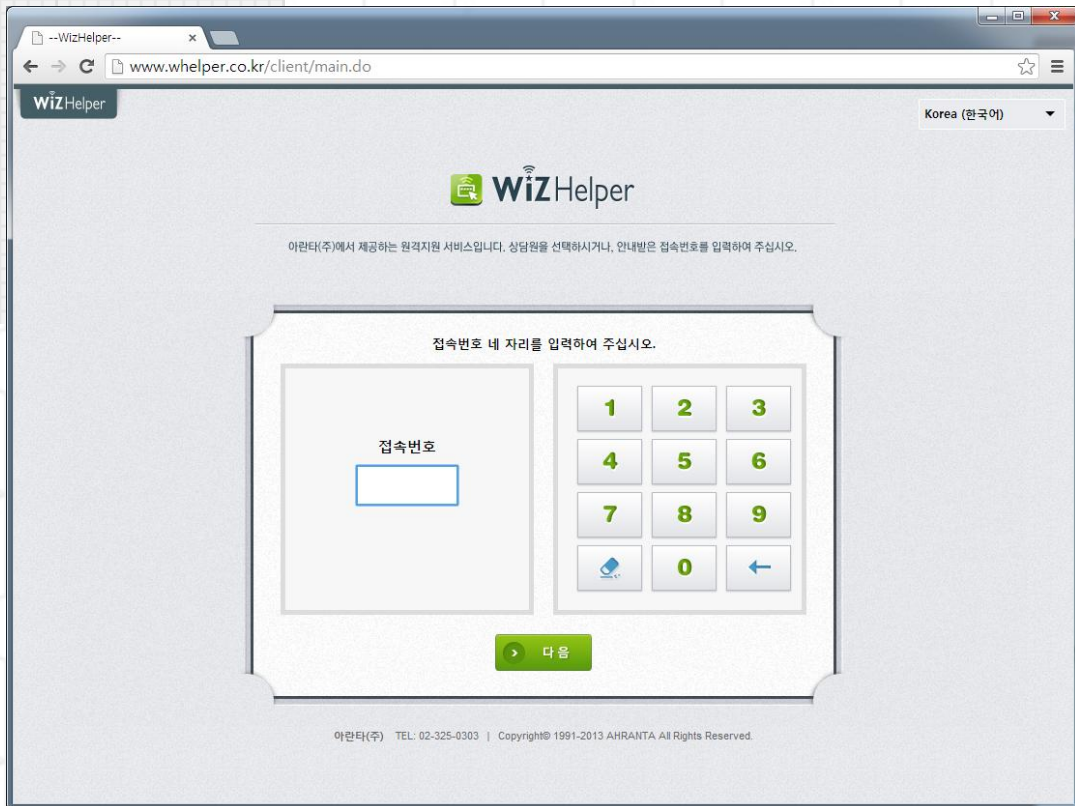 --WizHelper--
www.whelper.co.kr/client/main.do
WiZHelper
Korea (한국어)
WiZHelper
아란타(주)에서 제공하는 원격지원 서비스입니다. 상담원을 선택하시거나, 안내받은 접속번호를 입력하여 주십시오.
접속번호 네 자리를 입력하여 주십시오.
접속번호
1 2 3
4 5 6
7 8 9
0
다음
아란타(주) TEL: 02-325-0303 | Copyright© 1991-2013 AHRANTA All Rights Reserved.